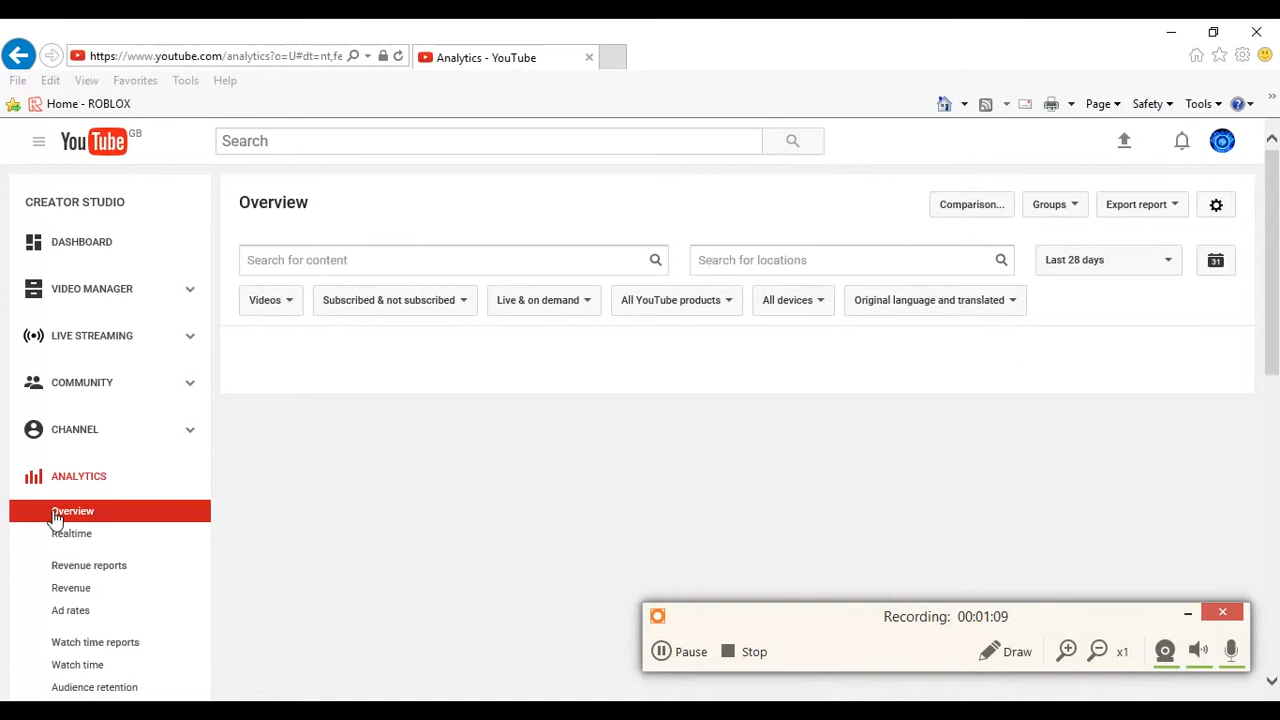 https://www.youtube.com/analytics?o=U#dt=nt,fe
Analytics - YouTube
File Edit View Favorites Tools Help
Home - ROBLOX
Page Safety Tools
YouTube GB
Search
CREATOR STUDIO
DASHBOARD
VIDEO MANAGER
LIVE STREAMING
COMMUNITY
CHANNEL
ANALYTICS
Overview
Realtime
Revenue reports
Revenue
Ad rates
Watch time reports
Watch time
Audience retention
Overview
Comparison... Groups Export report
Search for content Search for locations Last 28 days 31
Videos Subscribed & not subscribed Live & on demand All YouTube products All devices Original language and translated
Recording: 00:01:09
Pause Stop Draw x1